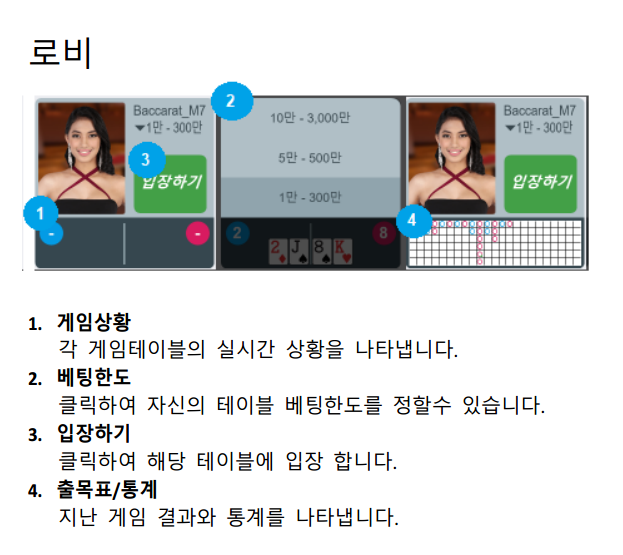 로비
Baccarat_M7
1만 - 300만
3
입장하기
1
-
-
2
10만 - 3,000만
5만 - 500만
1만 - 300만
2
8
2 J 8 K
Baccarat_M7
1만 - 300만
입장하기
4
1. 게임상황
각 게임테이블의 실시간 상황을 나타냅니다.
2. 베팅한도
클릭하여 자신의 테이블 베팅한도를 정할수 있습니다.
3. 입장하기
클릭하여 해당 테이블에 입장 합니다.
4. 출목표/통계
지난 게임 결과와 통계를 나타냅니다.